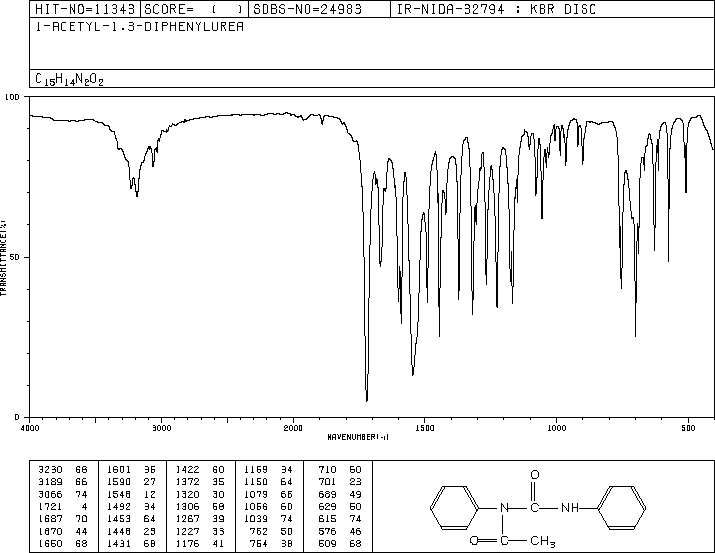 HIT-NO=11343 SCORE= ( ) SDBS-NO=24983 IR-NIDA-32794 : KBR DISC
1-ACETYL-1,3-DIPHENYLUREA
C15H14N2O2
100
50
0
TRANSMITTANCE(%)
4000 3000 2000 1500 1000 500
WAVENUMBER(-1)
3230 68 1601 36 1422 60 1169 34 710 60
3189 66 1590 27 1372 35 1150 64 701 23
3066 74 1548 12 1320 30 1079 66 689 49
1721 4 1492 34 1306 58 1056 60 629 50
1687 70 1453 64 1267 39 1039 74 615 74
1670 44 1448 23 1227 33 762 50 576 46
1650 68 1431 68 1176 41 754 38 509 68
O
N NH
O CH3